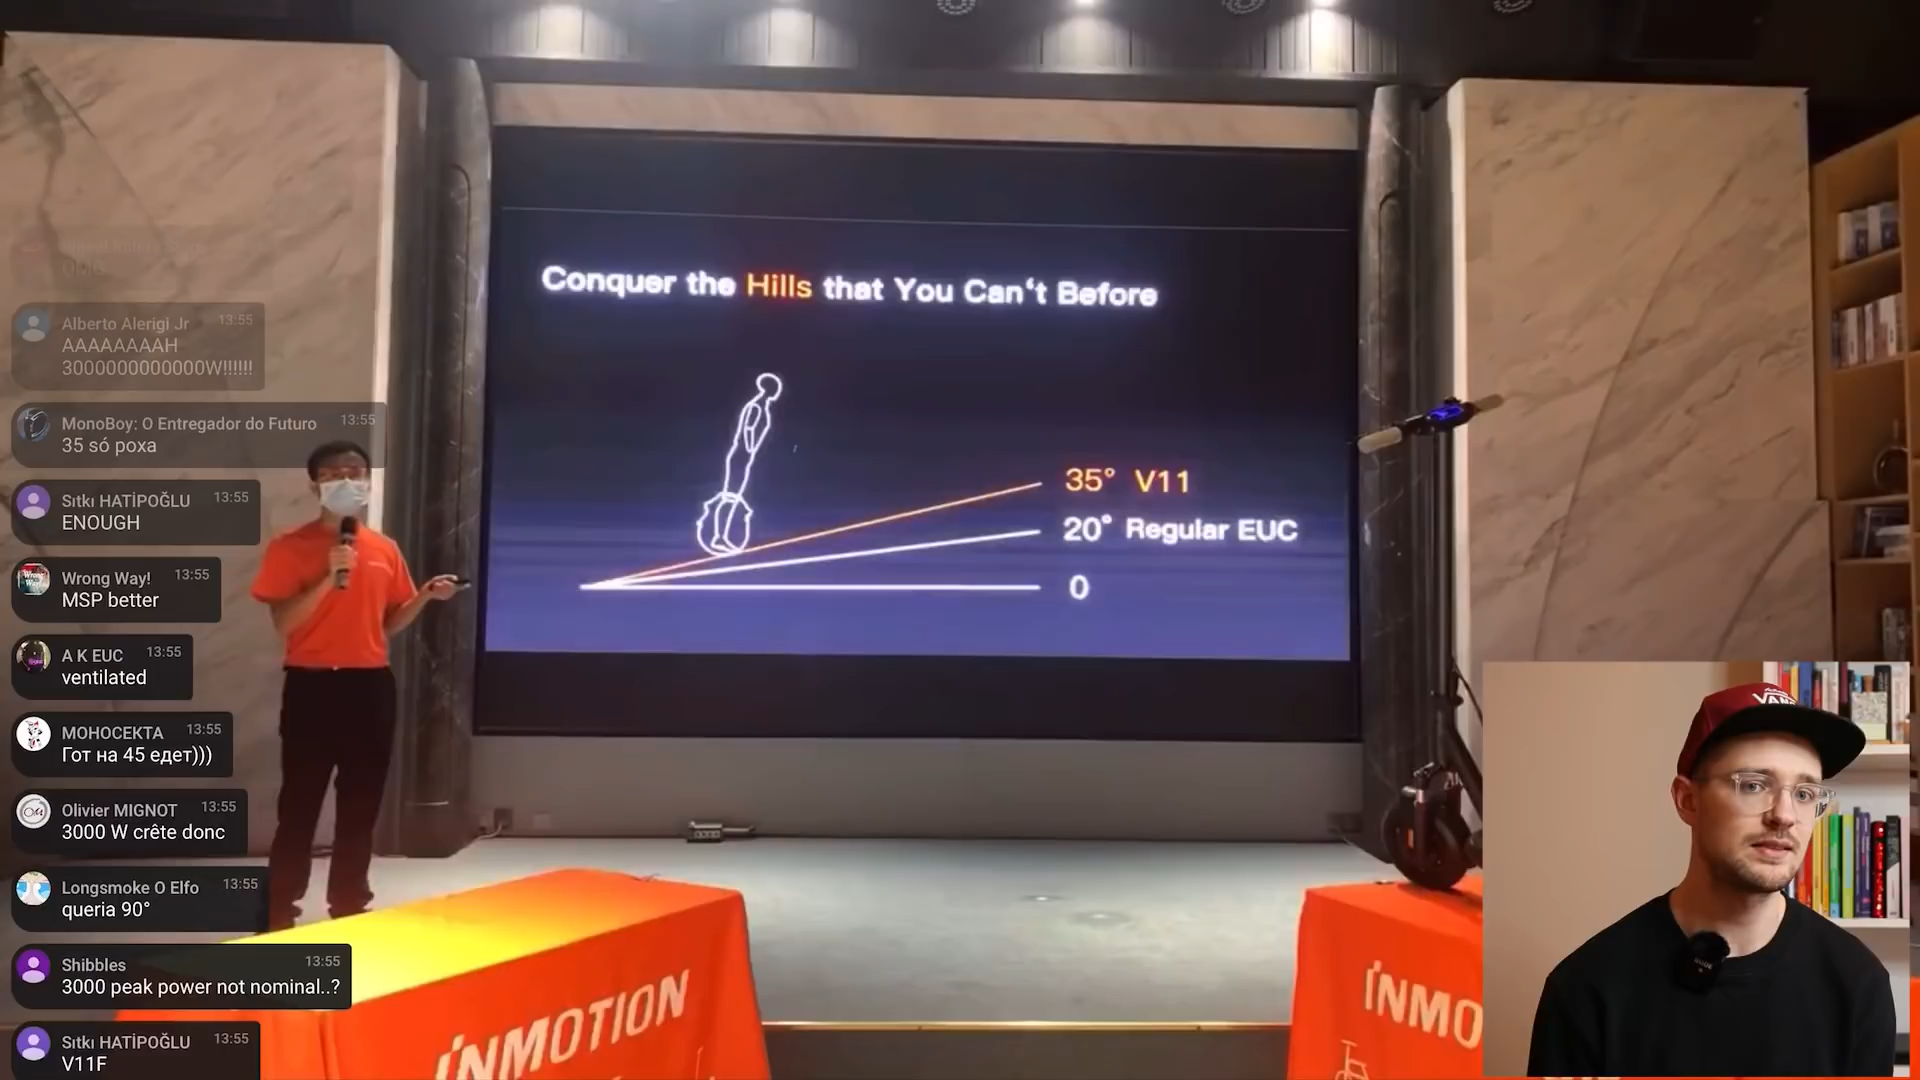 Conquer the Hills that You Can't Before
35° V11
20° Regular EUC
0
Alberto Alerigi Jr 13:55
AAAAAAAAH
3000000000000W!!!!!!
MonoBoy: O Entregador do Futuro 13:55
35 só poxa
Sıtkı HATİPOĞLU 13:55
ENOUGH
Wrong Way! 13:55
MSP better
A K EUC 13:55
ventilated
МОНОСЕКТА 13:55
Гот на 45 едет)))
Olivier MIGNOT 13:55
3000 W crête donc
Longsmoke O Elfo 13:55
queria 90°
Shibbles 13:55
3000 peak power not nominal..?
Sıtkı HATİPOĞLU 13:55
V11F
INMOTION
INMO
VANS